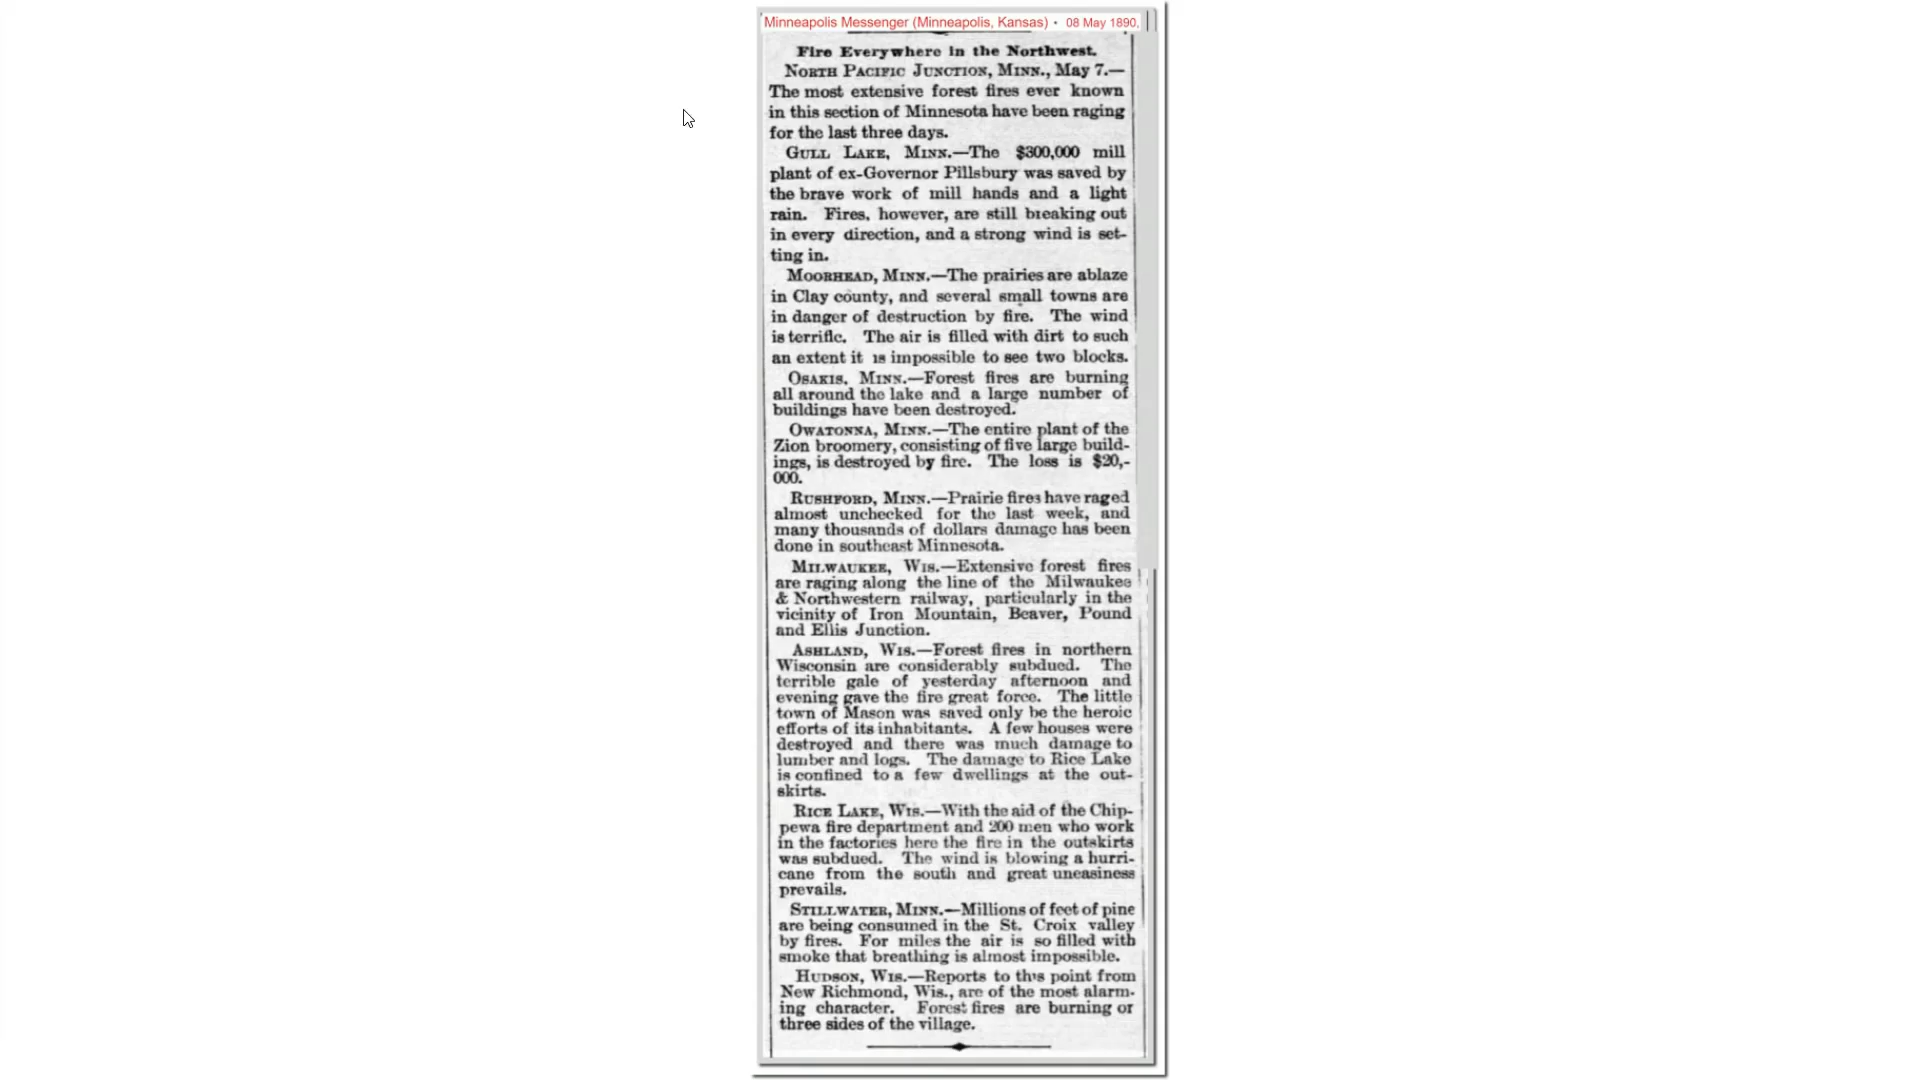 Minneapolis Messenger (Minneapolis, Kansas) • 08 May 1890,
Fire Everywhere in the Northwest.
NORTH PACIFIC JUNCTION, MINN., May 7.—
The most extensive forest fires ever known
in this section of Minnesota have been raging
for the last three days.
GULL LAKE, MINN.—The $300,000 mill
plant of ex-Governor Pillsbury was saved by
the brave work of mill hands and a light
rain. Fires, however, are still breaking out
in every direction, and a strong wind is set-
ting in.
MOORHEAD, MINN.—The prairies are ablaze
in Clay county, and several small towns are
in danger of destruction by fire. The wind
is terrific. The air is filled with dirt to such
an extent it is impossible to see two blocks.
OSAKIS, MINN.—Forest fires are burning
all around the lake and a large number of
buildings have been destroyed.
OWATONNA, MINN.—The entire plant of the
Zion broomery, consisting of five large build-
ings, is destroyed by fire. The loss is $20,-
000.
RUSHFORD, MINN.—Prairie fires have raged
almost unchecked for the last week, and
many thousands of dollars damage has been
done in southeast Minnesota.
MILWAUKEE, WIS.—Extensive forest fires
are raging along the line of the Milwaukee
& Northwestern railway, particularly in the
vicinity of Iron Mountain, Beaver, Pound
and Ellis Junction.
ASHLAND, WIS.—Forest fires in northern
Wisconsin are considerably subdued. The
terrible gale of yesterday afternoon and
evening gave the fire great force. The little
town of Mason was saved only be the heroic
efforts of its inhabitants. A few houses were
destroyed and there was much damage to
lumber and logs. The damage to Rice Lake
is confined to a few dwellings at the out-
skirts.
RICE LAKE, WIS.—With the aid of the Chip-
pewa fire department and 200 men who work
in the factories here the fire in the outskirts
was subdued. The wind is blowing a hurri-
cane from the south and great uneasiness
prevails.
STILLWATER, MINN.—Millions of feet of pine
are being consumed in the St. Croix valley
by fires. For miles the air is so filled with
smoke that breathing is almost impossible.
HUDSON, WIS.—Reports to this point from
New Richmond, Wis., are of the most alarm-
ing character. Forest fires are burning or
three sides of the village.